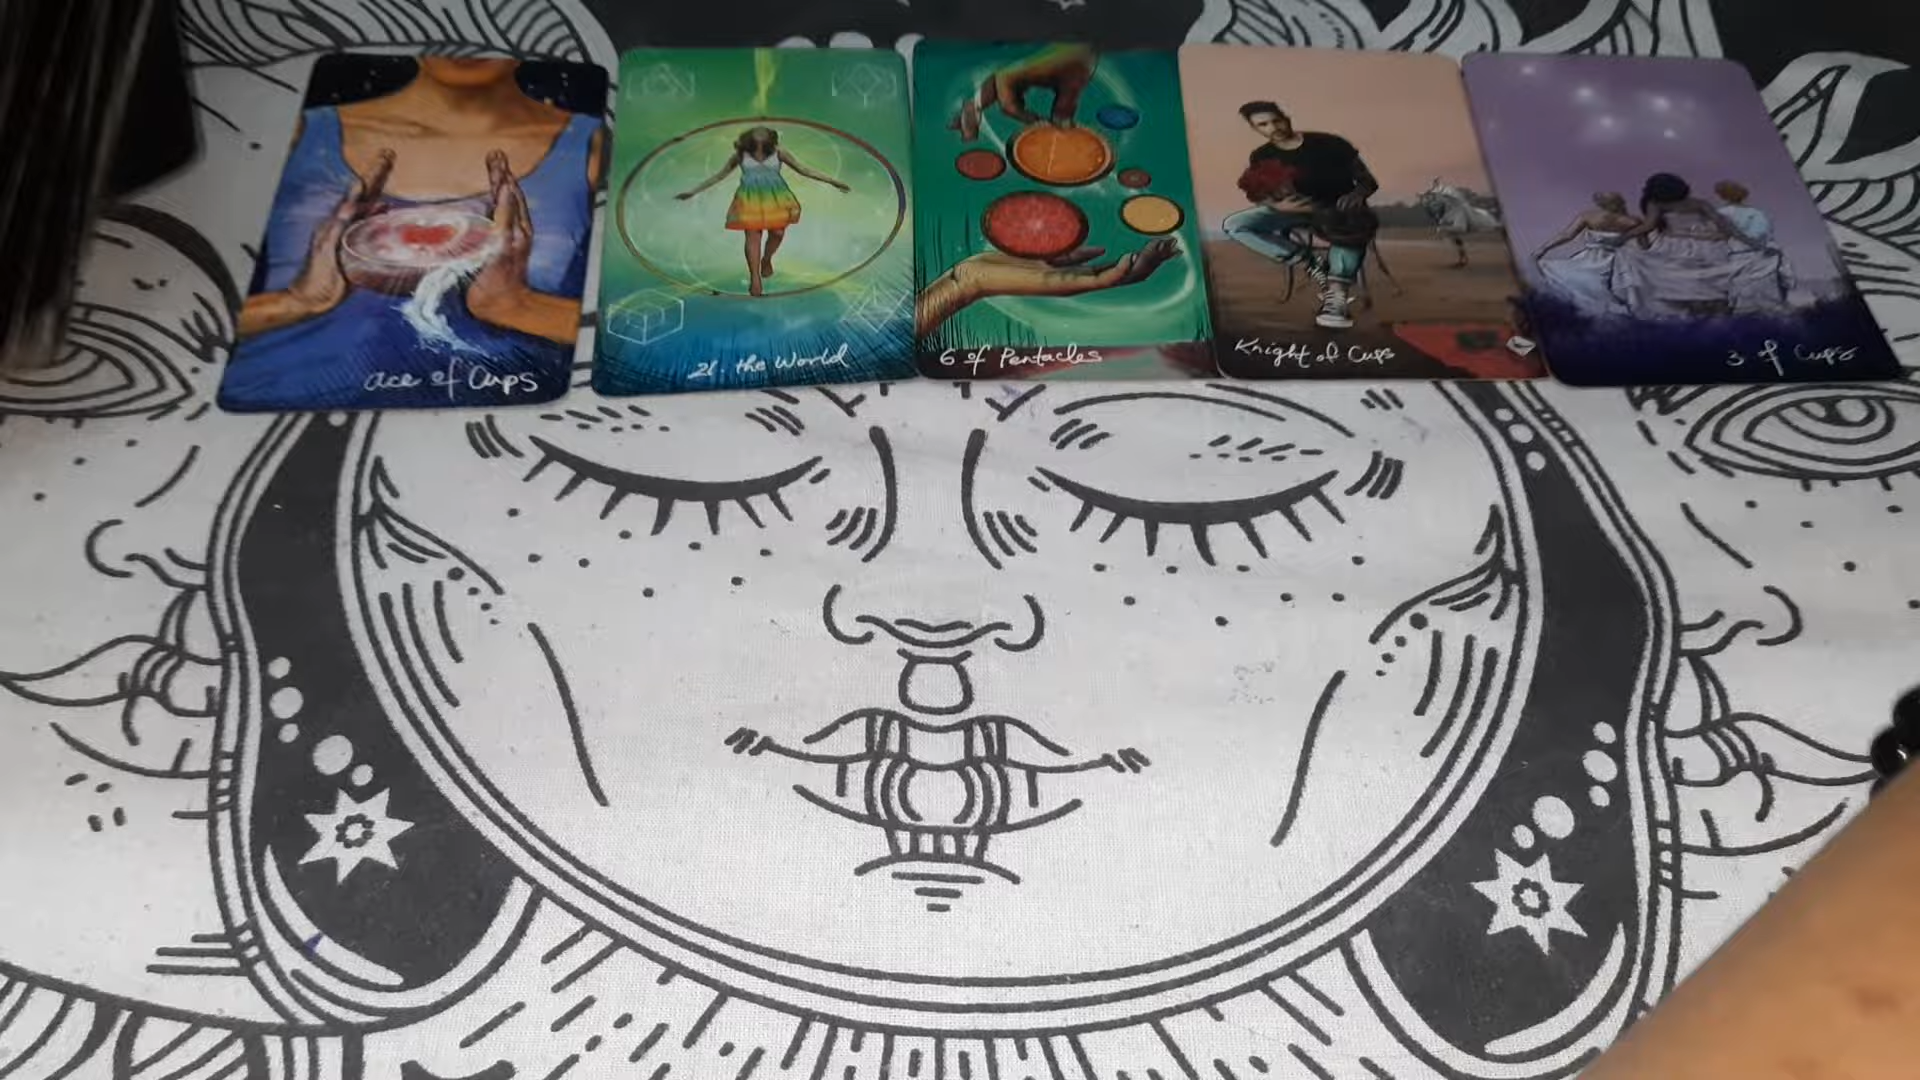 ace of Cups
21. the World
6 of Pentacles
Knight of Cups
3 of Cups